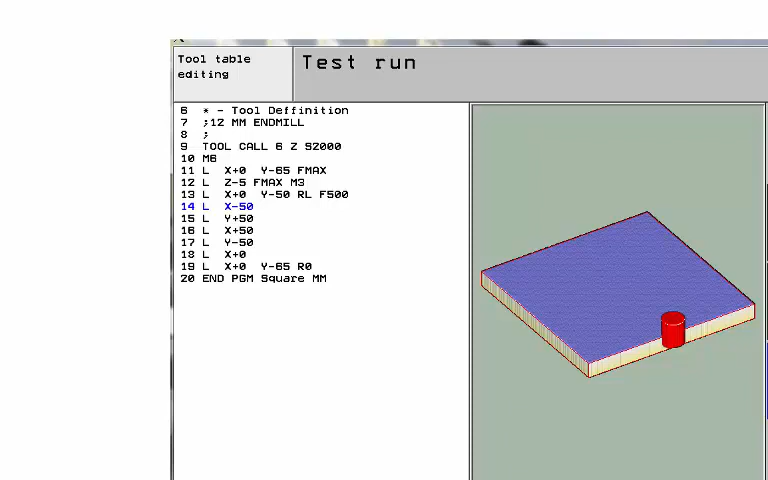 Tool table
editing
Test run
6 * - Tool Deffinition
7 ;12 MM ENDMILL
8 ;
9 TOOL CALL 6 Z S2000
10 M6
11 L X+0 Y-65 FMAX
12 L Z-5 FMAX M3
13 L X+0 Y-50 RL F500
14 L X-50
15 L Y+50
16 L X+50
17 L Y-50
18 L X+0
19 L X+0 Y-65 R0
20 END PGM Square MM